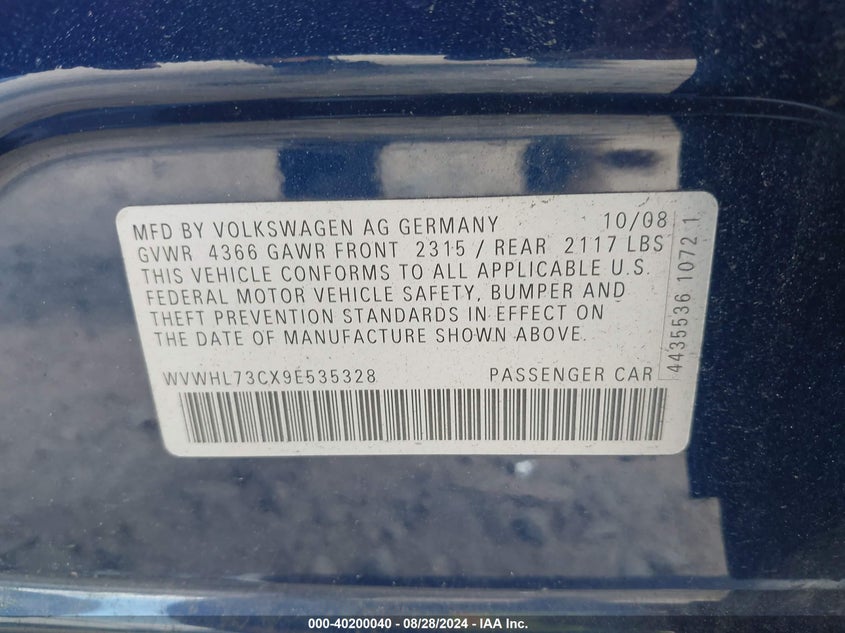 MFD BY VOLKSWAGEN AG GERMANY 10/08
GVWR 4366 GAWR FRONT 2315 / REAR 2117 LBS
THIS VEHICLE CONFORMS TO ALL APPLICABLE U.S.
FEDERAL MOTOR VEHICLE SAFETY, BUMPER AND
THEFT PREVENTION STANDARDS IN EFFECT ON
THE DATE OF MANUFACTURE SHOWN ABOVE.
WVWHL73CX9E535328 PASSENGER CAR
4435536 1072 1
000-40200040 - 08/28/2024 - IAA Inc.